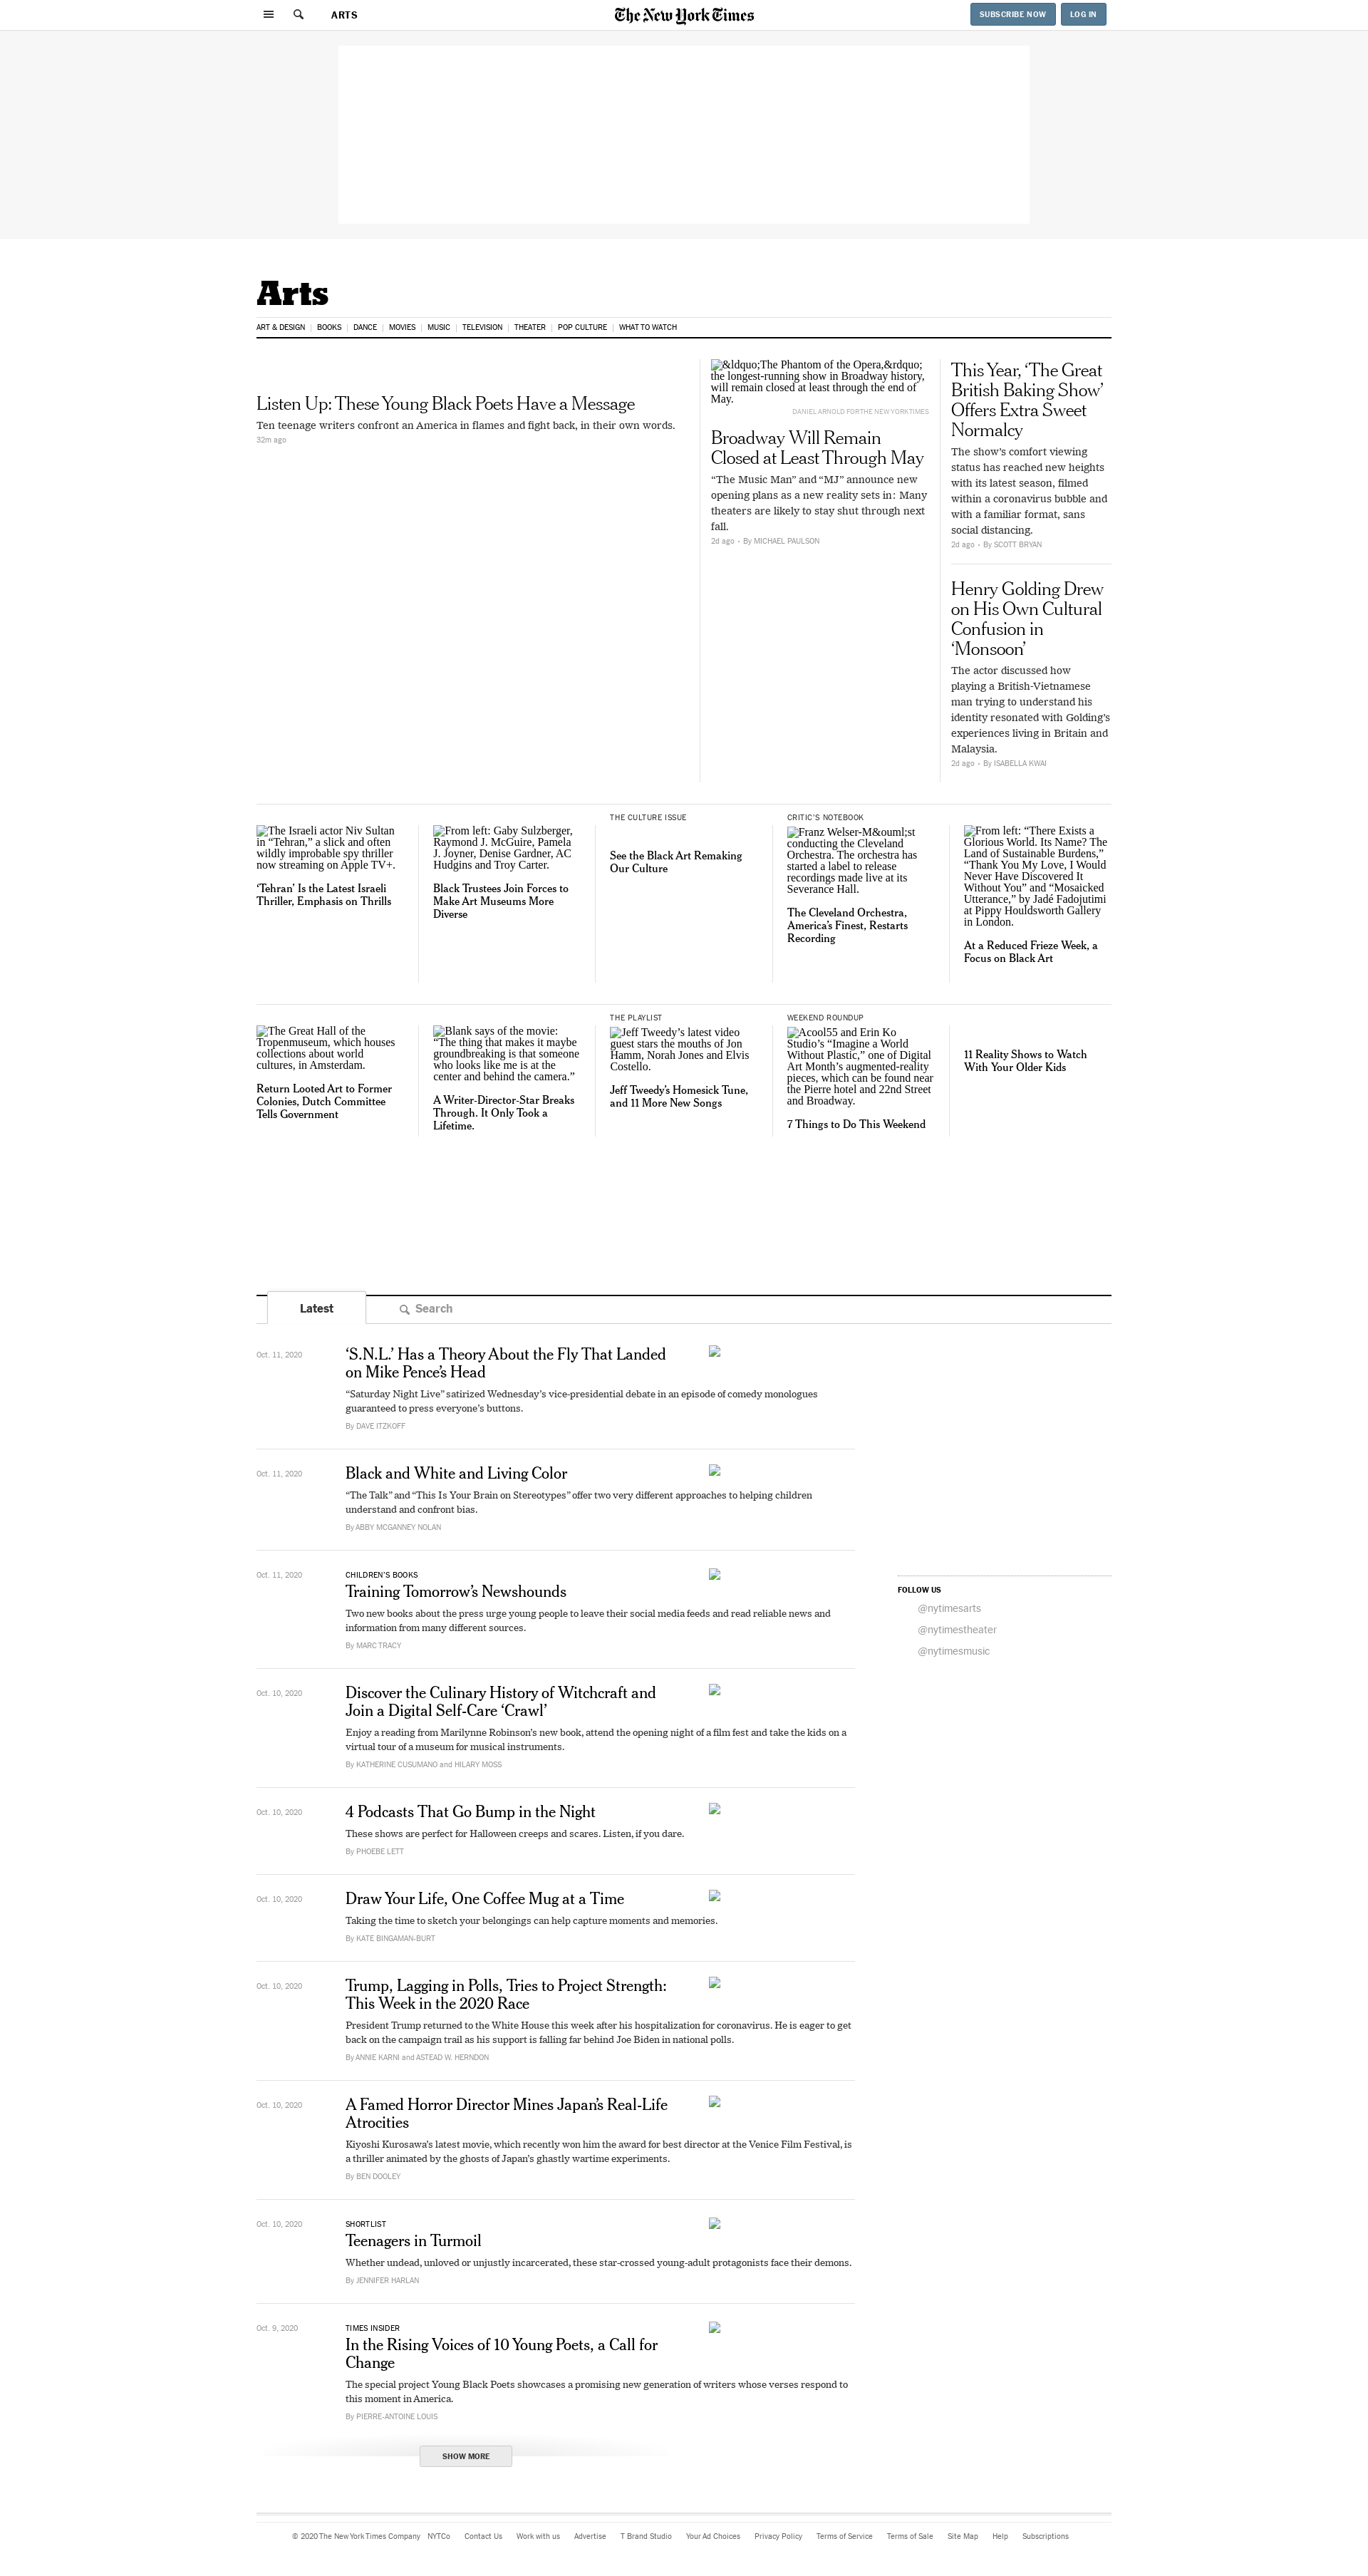 ARTS
The New York Times
SUBSCRIBE NOW
LOG IN
Arts
ART & DESIGN
BOOKS
DANCE
MOVIES
MUSIC
TELEVISION
THEATER
POP CULTURE
WHAT TO WATCH
Listen Up: These Young Black Poets Have a Message
Ten teenage writers confront an America in flames and fight back, in their own words.
32m ago
&ldquo;The Phantom of the Opera,&rdquo;
the longest-running show in Broadway history,
will remain closed at least through the end of
May.
DANIEL ARNOLD FOR THE NEW YORK TIMES
Broadway Will Remain
Closed at Least Through May
“The Music Man” and “MJ” announce new
opening plans as a new reality sets in: Many
theaters are likely to stay shut through next
fall.
2d ago • By MICHAEL PAULSON
This Year, ‘The Great
British Baking Show’
Offers Extra Sweet
Normalcy
The show’s comfort viewing
status has reached new heights
with its latest season, filmed
within a coronavirus bubble and
with a familiar format, sans
social distancing.
2d ago • By SCOTT BRYAN
Henry Golding Drew
on His Own Cultural
Confusion in
‘Monsoon’
The actor discussed how
playing a British-Vietnamese
man trying to understand his
identity resonated with Golding’s
experiences living in Britain and
Malaysia.
2d ago • By ISABELLA KWAI
The Israeli actor Niv Sultan
in “Tehran,” a slick and often
wildly improbable spy thriller
now streaming on Apple TV+.
‘Tehran’ Is the Latest Israeli
Thriller, Emphasis on Thrills
From left: Gaby Sulzberger,
Raymond J. McGuire, Pamela
J. Joyner, Denise Gardner, AC
Hudgins and Troy Carter.
Black Trustees Join Forces to
Make Art Museums More
Diverse
THE CULTURE ISSUE
See the Black Art Remaking
Our Culture
CRITIC’S NOTEBOOK
Franz Welser-M&ouml;st
conducting the Cleveland
Orchestra. The orchestra has
started a label to release
recordings made live at its
Severance Hall.
The Cleveland Orchestra,
America’s Finest, Restarts
Recording
From left: “There Exists a
Glorious World. Its Name? The
Land of Sustainable Burdens,”
“Thank You My Love, I Would
Never Have Discovered It
Without You” and “Mosaicked
Utterance,” by Jadé Fadojutimi
at Pippy Houldsworth Gallery
in London.
At a Reduced Frieze Week, a
Focus on Black Art
The Great Hall of the
Tropenmuseum, which houses
collections about world
cultures, in Amsterdam.
Return Looted Art to Former
Colonies, Dutch Committee
Tells Government
Blank says of the movie:
“The thing that makes it maybe
groundbreaking is that someone
who looks like me is at the
center and behind the camera.”
A Writer-Director-Star Breaks
Through. It Only Took a
Lifetime.
THE PLAYLIST
Jeff Tweedy’s latest video
guest stars the mouths of Jon
Hamm, Norah Jones and Elvis
Costello.
Jeff Tweedy’s Homesick Tune,
and 11 More New Songs
WEEKEND ROUNDUP
Acool55 and Erin Ko
Studio’s “Imagine a World
Without Plastic,” one of Digital
Art Month’s augmented-reality
pieces, which can be found near
the Pierre hotel and 22nd Street
and Broadway.
7 Things to Do This Weekend
11 Reality Shows to Watch
With Your Older Kids
Latest
Search
Oct. 11, 2020
‘S.N.L.’ Has a Theory About the Fly That Landed
on Mike Pence’s Head
“Saturday Night Live” satirized Wednesday’s vice-presidential debate in an episode of comedy monologues
guaranteed to press everyone’s buttons.
By DAVE ITZKOFF
Oct. 11, 2020
Black and White and Living Color
“The Talk” and “This Is Your Brain on Stereotypes” offer two very different approaches to helping children
understand and confront bias.
By ABBY MCGANNEY NOLAN
Oct. 11, 2020
CHILDREN’S BOOKS
Training Tomorrow’s Newshounds
Two new books about the press urge young people to leave their social media feeds and read reliable news and
information from many different sources.
By MARC TRACY
FOLLOW US
@nytimesarts
@nytimestheater
@nytimesmusic
Oct. 10, 2020
Discover the Culinary History of Witchcraft and
Join a Digital Self-Care ‘Crawl’
Enjoy a reading from Marilynne Robinson’s new book, attend the opening night of a film fest and take the kids on a
virtual tour of a museum for musical instruments.
By KATHERINE CUSUMANO and HILARY MOSS
Oct. 10, 2020
4 Podcasts That Go Bump in the Night
These shows are perfect for Halloween creeps and scares. Listen, if you dare.
By PHOEBE LETT
Oct. 10, 2020
Draw Your Life, One Coffee Mug at a Time
Taking the time to sketch your belongings can help capture moments and memories.
By KATE BINGAMAN-BURT
Oct. 10, 2020
Trump, Lagging in Polls, Tries to Project Strength:
This Week in the 2020 Race
President Trump returned to the White House this week after his hospitalization for coronavirus. He is eager to get
back on the campaign trail as his support is falling far behind Joe Biden in national polls.
By ANNIE KARNI and ASTEAD W. HERNDON
Oct. 10, 2020
A Famed Horror Director Mines Japan’s Real-Life
Atrocities
Kiyoshi Kurosawa’s latest movie, which recently won him the award for best director at the Venice Film Festival, is
a thriller animated by the ghosts of Japan’s ghastly wartime experiments.
By BEN DOOLEY
Oct. 10, 2020
SHORTLIST
Teenagers in Turmoil
Whether undead, unloved or unjustly incarcerated, these star-crossed young-adult protagonists face their demons.
By JENNIFER HARLAN
Oct. 9, 2020
TIMES INSIDER
In the Rising Voices of 10 Young Poets, a Call for
Change
The special project Young Black Poets showcases a promising new generation of writers whose verses respond to
this moment in America.
By PIERRE-ANTOINE LOUIS
SHOW MORE
© 2020 The New York Times Company
NYTCo
Contact Us
Work with us
Advertise
T Brand Studio
Your Ad Choices
Privacy Policy
Terms of Service
Terms of Sale
Site Map
Help
Subscriptions